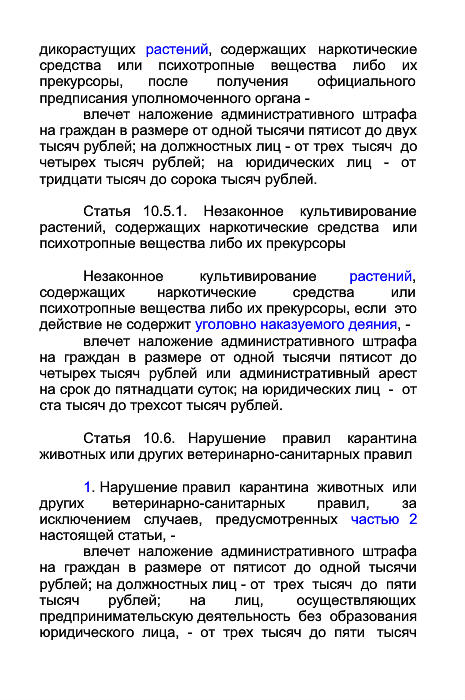 дикорастущих растений, содержащих наркотические
средства или психотропные вещества либо их
прекурсоры, после получения официального
предписания уполномоченного органа -
влечет наложение административного штрафа
на граждан в размере от одной тысячи пятисот до двух
тысяч рублей; на должностных лиц - от трех тысяч до
четырех тысяч рублей; на юридических лиц - от
тридцати тысяч до сорока тысяч рублей.
Статья 10.5.1. Незаконное культивирование
растений, содержащих наркотические средства или
психотропные вещества либо их прекурсоры
Незаконное культивирование растений,
содержащих наркотические средства или
психотропные вещества либо их прекурсоры, если это
действие не содержит уголовно наказуемого деяния, -
влечет наложение административного штрафа
на граждан в размере от одной тысячи пятисот до
четырех тысяч рублей или административный арест
на срок до пятнадцати суток; на юридических лиц - от
ста тысяч до трехсот тысяч рублей.
Статья 10.6. Нарушение правил карантина
животных или других ветеринарно-санитарных правил
1. Нарушение правил карантина животных или
других ветеринарно-санитарных правил, за
исключением случаев, предусмотренных частью 2
настоящей статьи, -
влечет наложение административного штрафа
на граждан в размере от пятисот до одной тысячи
рублей; на должностных лиц - от трех тысяч до пяти
тысяч рублей; на лиц, осуществляющих
предпринимательскую деятельность без образования
юридического лица, - от трех тысяч до пяти тысяч